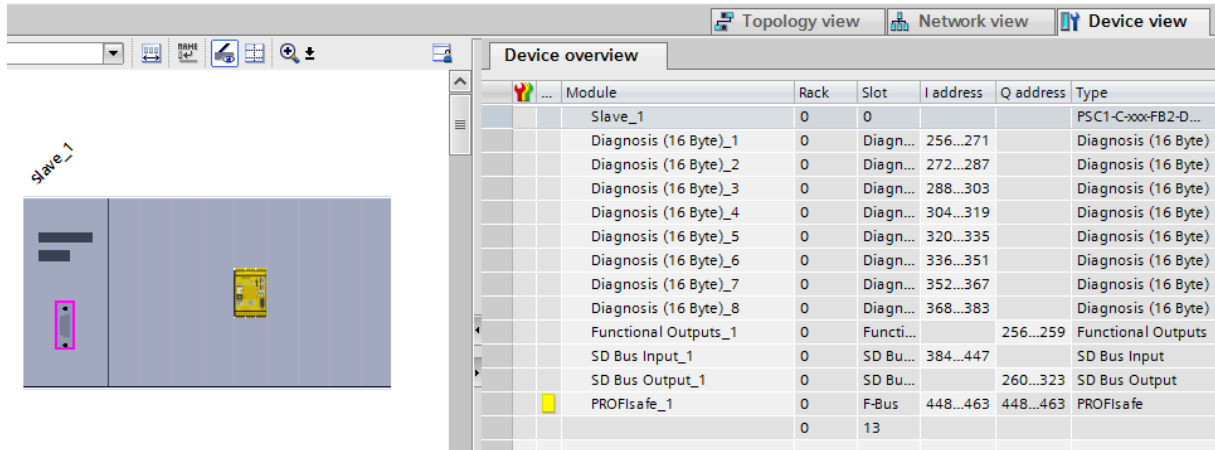 Topology view Network view Device view
Device overview
... Module Rack Slot I address Q address Type
Slave_1 0 0 PSC1-C-xxx-FB2-D...
Diagnosis (16 Byte)_1 0 Diagn... 256...271 Diagnosis (16 Byte)
Diagnosis (16 Byte)_2 0 Diagn... 272...287 Diagnosis (16 Byte)
Diagnosis (16 Byte)_3 0 Diagn... 288...303 Diagnosis (16 Byte)
Diagnosis (16 Byte)_4 0 Diagn... 304...319 Diagnosis (16 Byte)
Diagnosis (16 Byte)_5 0 Diagn... 320...335 Diagnosis (16 Byte)
Diagnosis (16 Byte)_6 0 Diagn... 336...351 Diagnosis (16 Byte)
Diagnosis (16 Byte)_7 0 Diagn... 352...367 Diagnosis (16 Byte)
Diagnosis (16 Byte)_8 0 Diagn... 368...383 Diagnosis (16 Byte)
Functional Outputs_1 0 Functi... 256...259 Functional Outputs
SD Bus Input_1 0 SD Bu... 384...447 SD Bus Input
SD Bus Output_1 0 SD Bu... 260...323 SD Bus Output
PROFIsafe_1 0 F-Bus 448...463 448...463 PROFIsafe
0 13
NAME
Slave_1